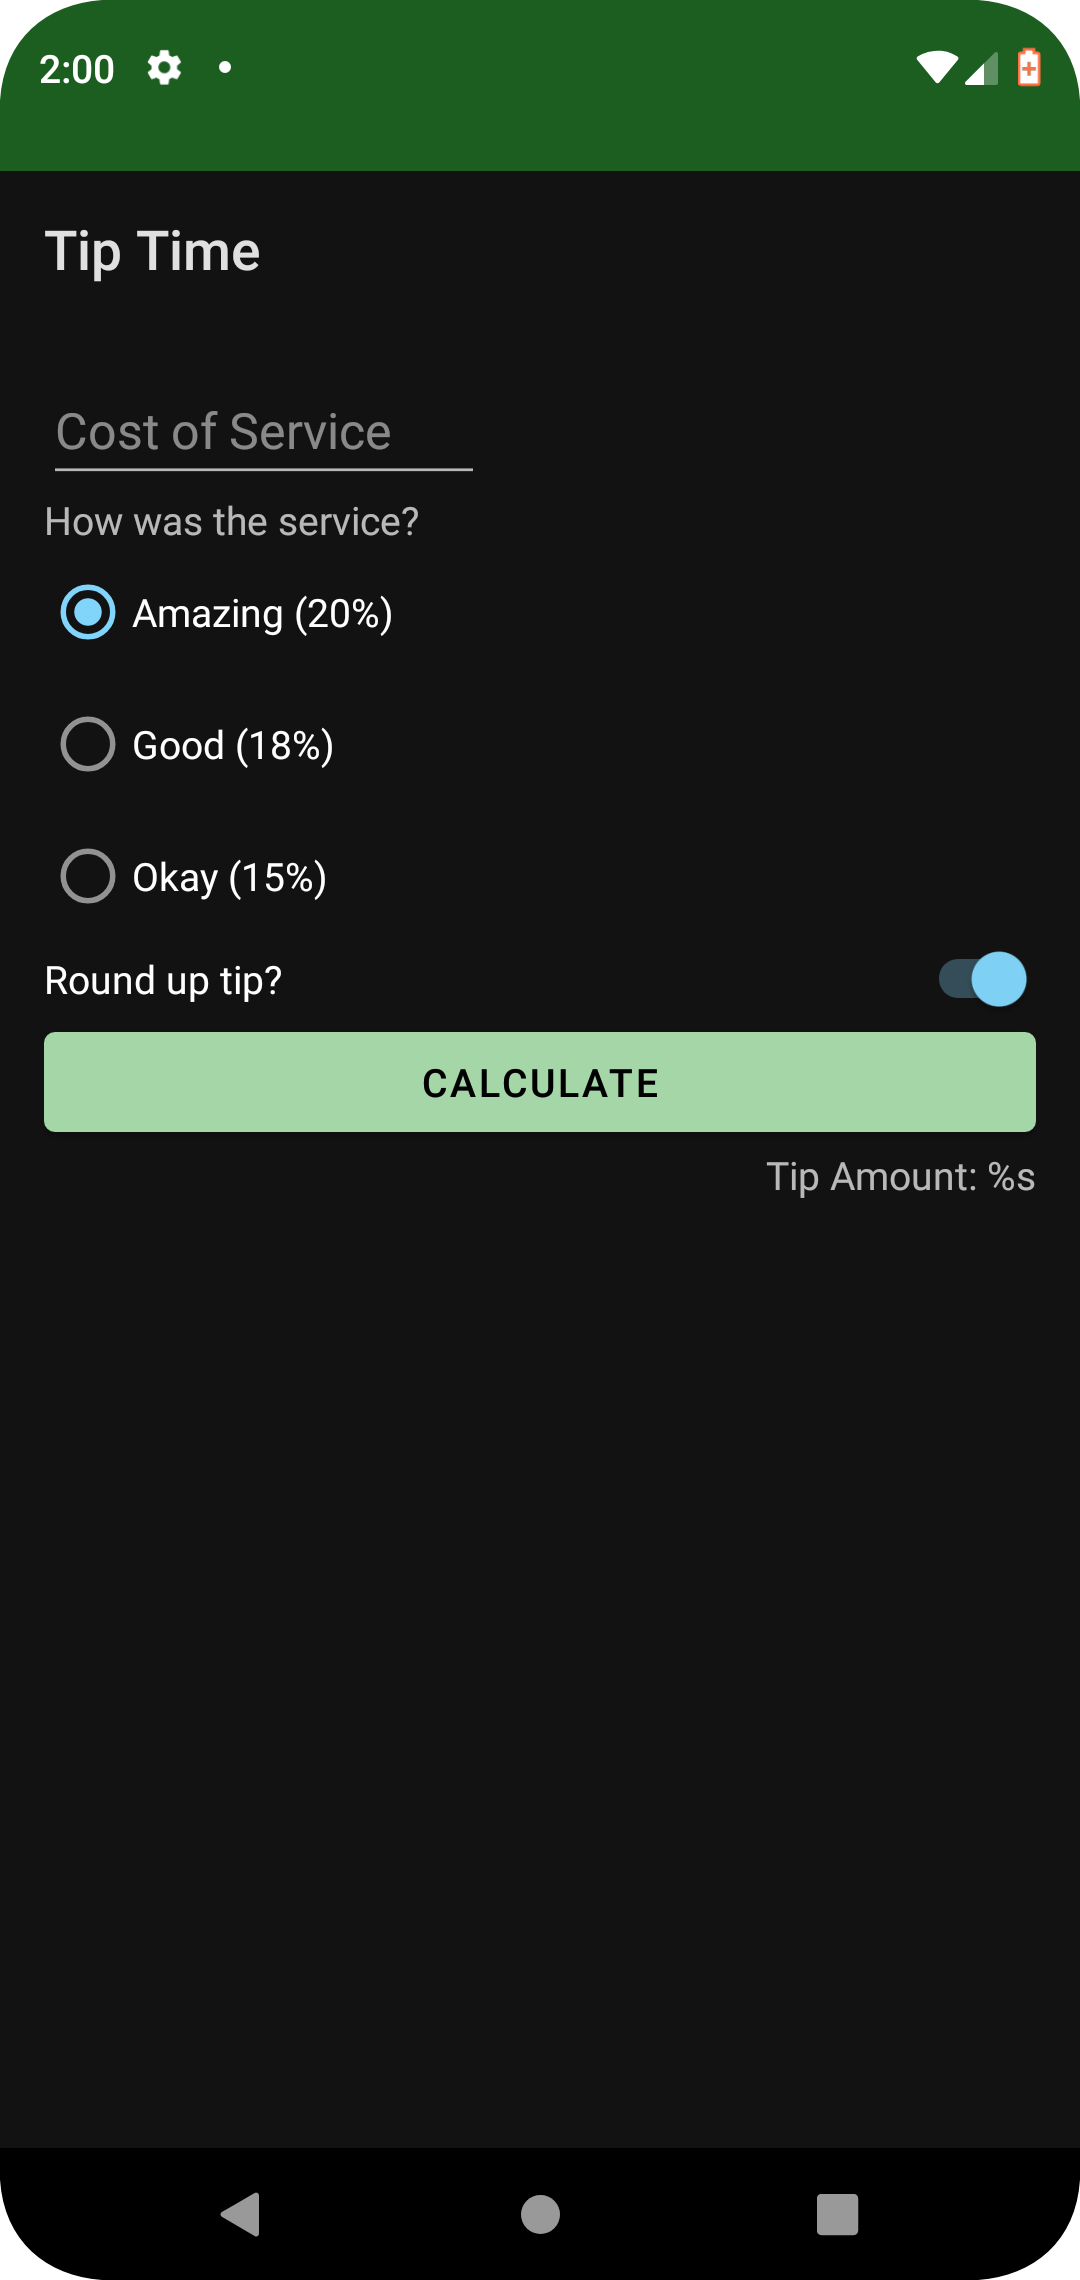 2:00
Tip Time
Cost of Service
How was the service?
Amazing (20%)
Good (18%)
Okay (15%)
Round up tip?
CALCULATE
Tip Amount: %s